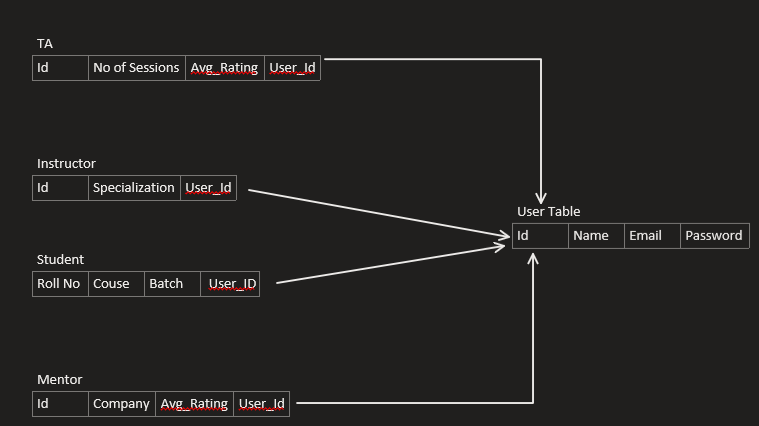 TA
Id No of Sessions Avg_Rating User_Id
Instructor
Id Specialization User_Id
User Table
Id Name Email Password
Student
Roll No Couse Batch User_ID
Mentor
Id Company Avg_Rating User_Id